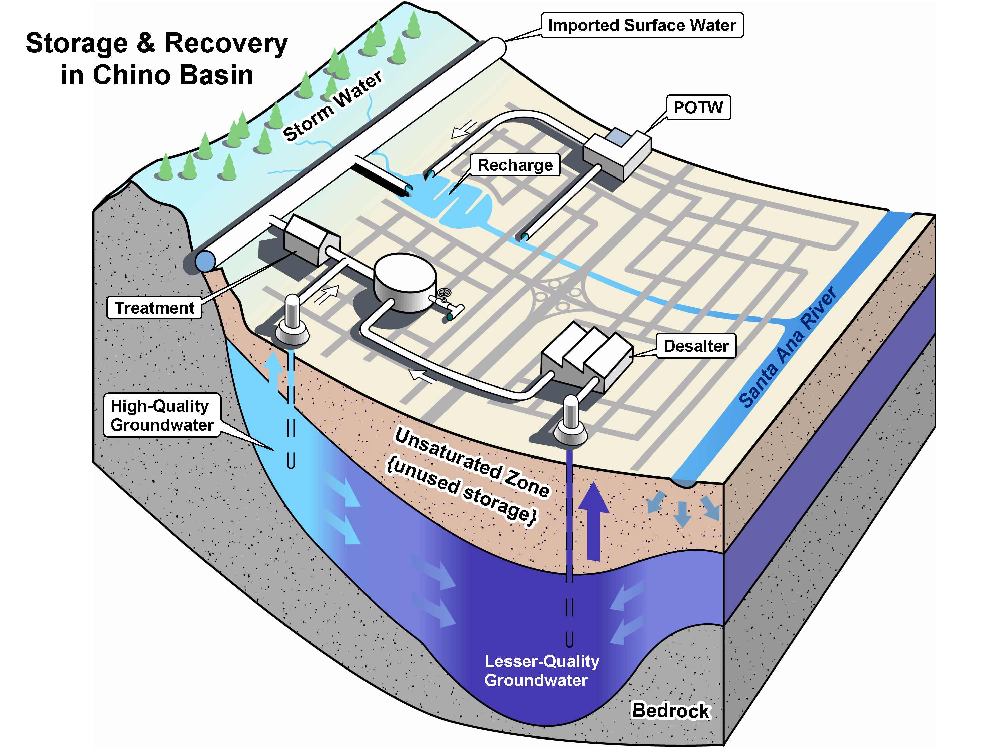 Storage & Recovery
in Chino Basin
Imported Surface Water
Storm Water
POTW
Recharge
Treatment
Santa Ana River
Desalter
High-Quality
Groundwater
Unsaturated Zone
{unused storage}
Lesser-Quality
Groundwater
Bedrock